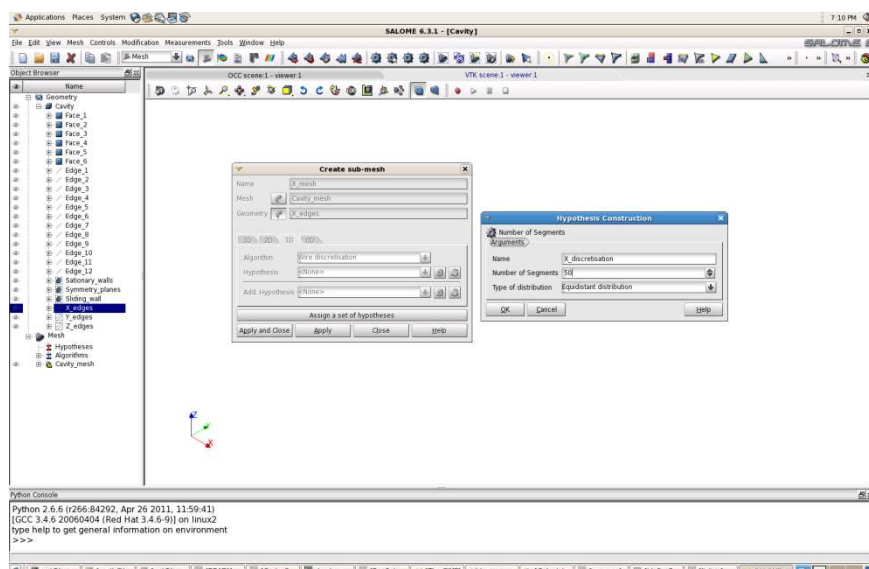 Applications Places System
7:10 PM
SALOME 6.3.1 - [Cavity]
File Edit View Mesh Controls Modification Measurements Tools Window Help
Mesh
Object Browser
OCC scene:1 - viewer:1
VTK scene:1 - viewer:1
Name
Geometry
Cavity
Face_1
Face_2
Face_3
Face_4
Face_5
Face_6
Edge_1
Edge_2
Edge_3
Edge_4
Edge_5
Edge_6
Edge_7
Edge_8
Edge_9
Edge_10
Edge_11
Edge_12
Sationary_walls
Symmetry_planes
Sliding_wall
X_edges
Y_edges
Z_edges
Mesh
Hypotheses
Algorithms
Cavity_mesh
Create sub-mesh
Name X_mesh
Mesh Cavity_mesh
Geometry X_edges
3D 2D 1D 0D
Algorithm Wire discretisation
Hypothesis <None>
Add. Hypothesis <None>
Assign a set of hypotheses
Apply and Close Apply Close Help
Hypothesis Construction
Number of Segments
Arguments
Name X_discretisation
Number of Segments 50
Type of distribution Equidistant distribution
OK Cancel Help
Z
X
Python Console
Python 2.6.6 (r266:84292, Apr 26 2011, 11:59:41)
[GCC 3.4.6 20060404 (Red Hat 3.4.6-9)] on linux2
type help to get general information on environment
>>>